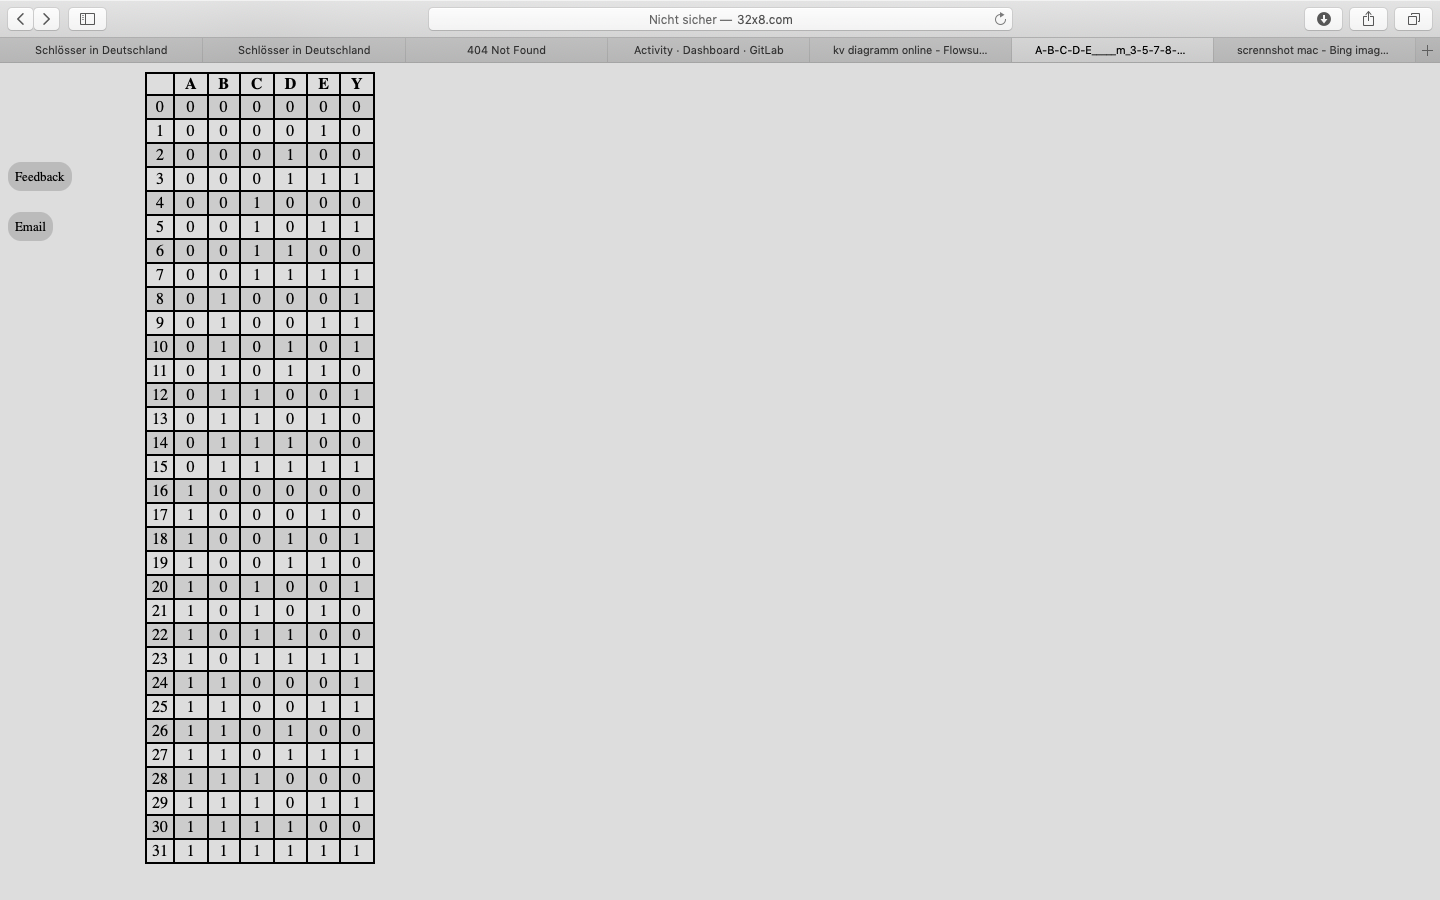 Nicht sicher — 32x8.com
Schlösser in Deutschland Schlösser in Deutschland 404 Not Found Activity · Dashboard · GitLab kv diagramm online - Flowsu... A-B-C-D-E____m_3-5-7-8-... scrennshot mac - Bing imag...
A B C D E Y
0 0 0 0 0 0 0
1 0 0 0 0 1 0
2 0 0 0 1 0 0
Feedback
3 0 0 0 1 1 1
4 0 0 1 0 0 0
Email
5 0 0 1 0 1 1
6 0 0 1 1 0 0
7 0 0 1 1 1 1
8 0 1 0 0 0 1
9 0 1 0 0 1 1
10 0 1 0 1 0 1
11 0 1 0 1 1 0
12 0 1 1 0 0 1
13 0 1 1 0 1 0
14 0 1 1 1 0 0
15 0 1 1 1 1 1
16 1 0 0 0 0 0
17 1 0 0 0 1 0
18 1 0 0 1 0 1
19 1 0 0 1 1 0
20 1 0 1 0 0 1
21 1 0 1 0 1 0
22 1 0 1 1 0 0
23 1 0 1 1 1 1
24 1 1 0 0 0 1
25 1 1 0 0 1 1
26 1 1 0 1 0 0
27 1 1 0 1 1 1
28 1 1 1 0 0 0
29 1 1 1 0 1 1
30 1 1 1 1 0 0
31 1 1 1 1 1 1